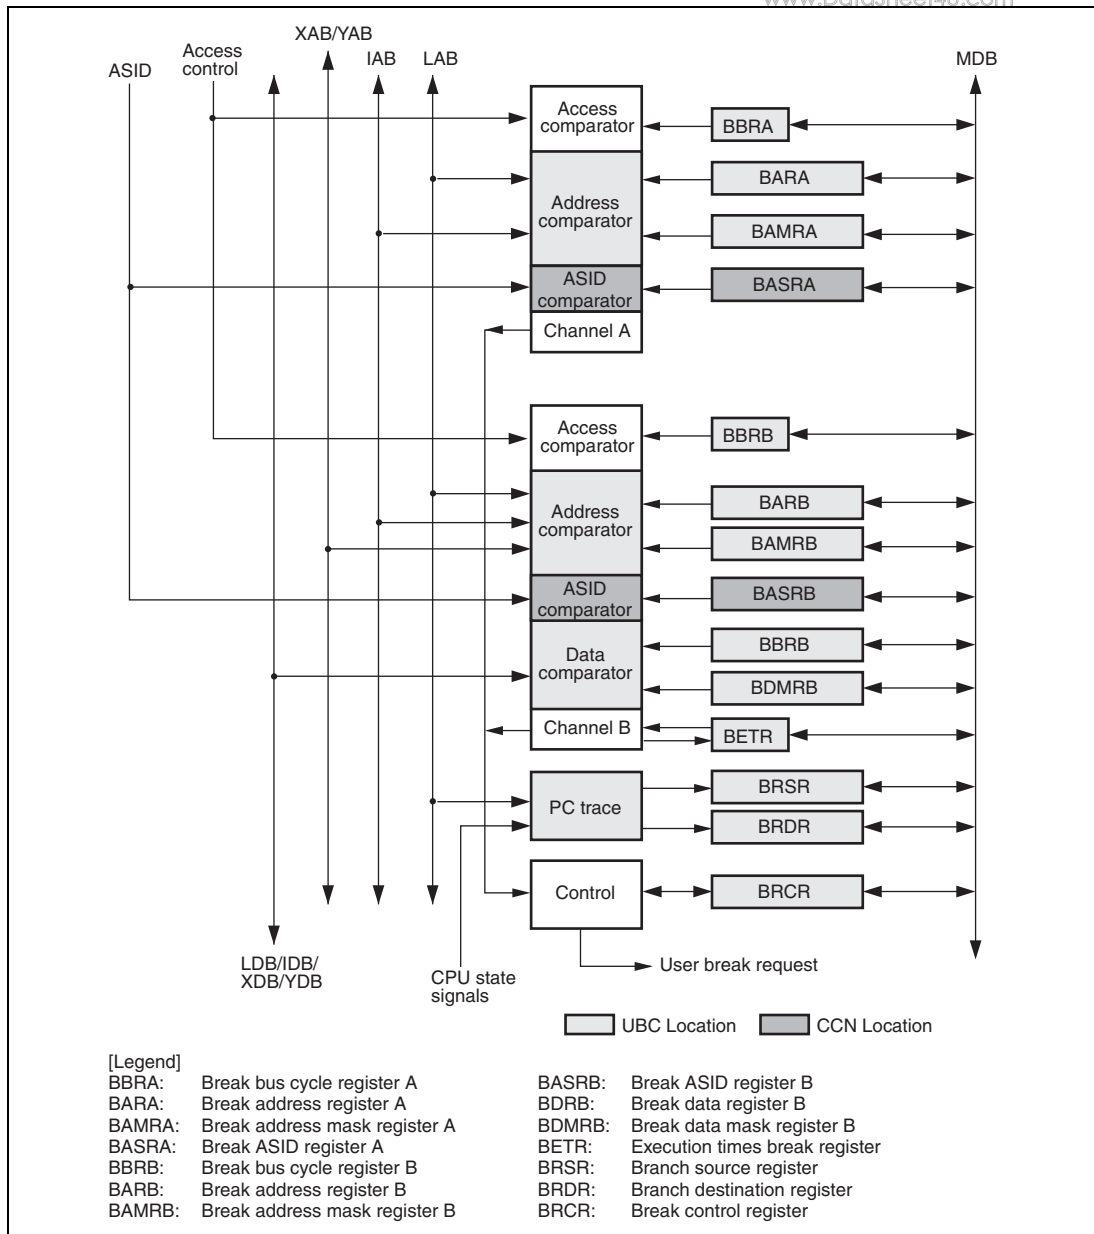 www.DataSheet4U.com
XAB/YAB
Access
control
ASID
IAB
LAB
MDB
Access
comparator
BBRA
BARA
Address
comparator
BAMRA
ASID
comparator
BASRA
Channel A
Access
comparator
BBRB
BARB
Address
comparator
BAMRB
ASID
comparator
BASRB
BBRB
Data
comparator
BDMRB
Channel B
BETR
BRSR
PC trace
BRDR
Control
BRCR
LDB/IDB/
XDB/YDB
CPU state
signals
User break request
UBC Location
CCN Location
[Legend]
BBRA: Break bus cycle register A
BARA: Break address register A
BAMRA: Break address mask register A
BASRA: Break ASID register A
BBRB: Break bus cycle register B
BARB: Break address register B
BAMRB: Break address mask register B
BASRB: Break ASID register B
BDRB: Break data register B
BDMRB: Break data mask register B
BETR: Execution times break register
BRSR: Branch source register
BRDR: Branch destination register
BRCR: Break control register